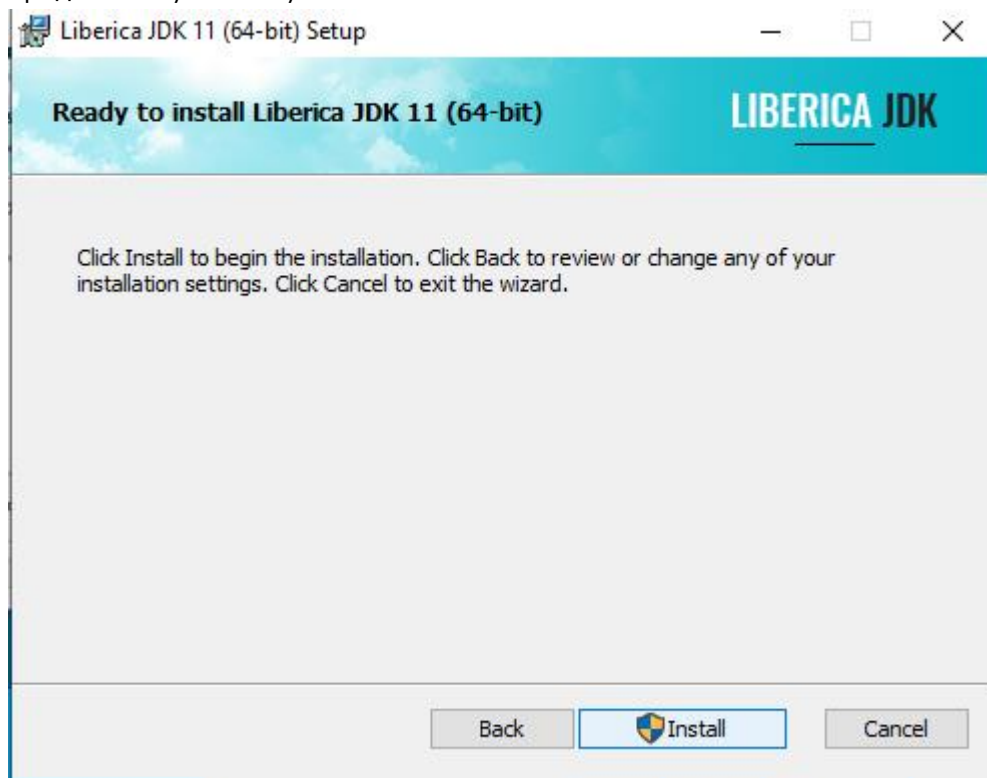 Liberica JDK 11 (64-bit) Setup
Ready to install Liberica JDK 11 (64-bit)
LIBERICA JDK
Click Install to begin the installation. Click Back to review or change any of your
installation settings. Click Cancel to exit the wizard.
Back
Install
Cancel